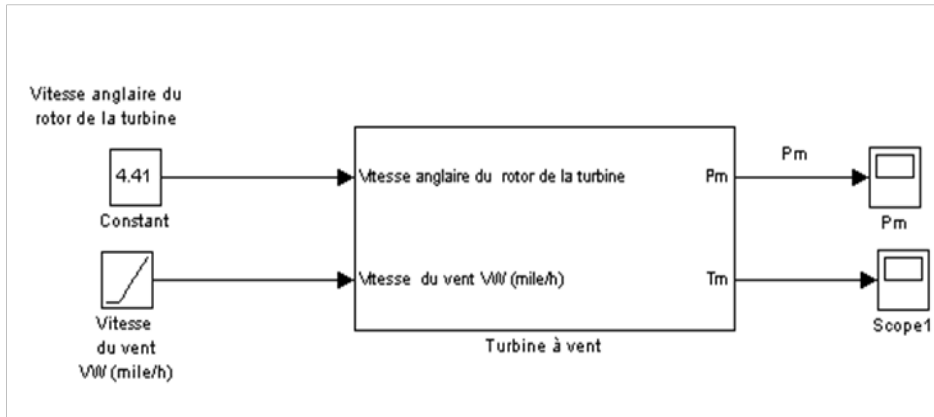 Vitesse anglaire du
rotor de la turbine
4.41
Constant
Vitesse
du vent
VW (mile/h)
Vitesse anglaire du rotor de la turbine
Vitesse du vent VW (mile/h)
Pm
Tm
Turbine à vent
Pm
Pm
Scope1